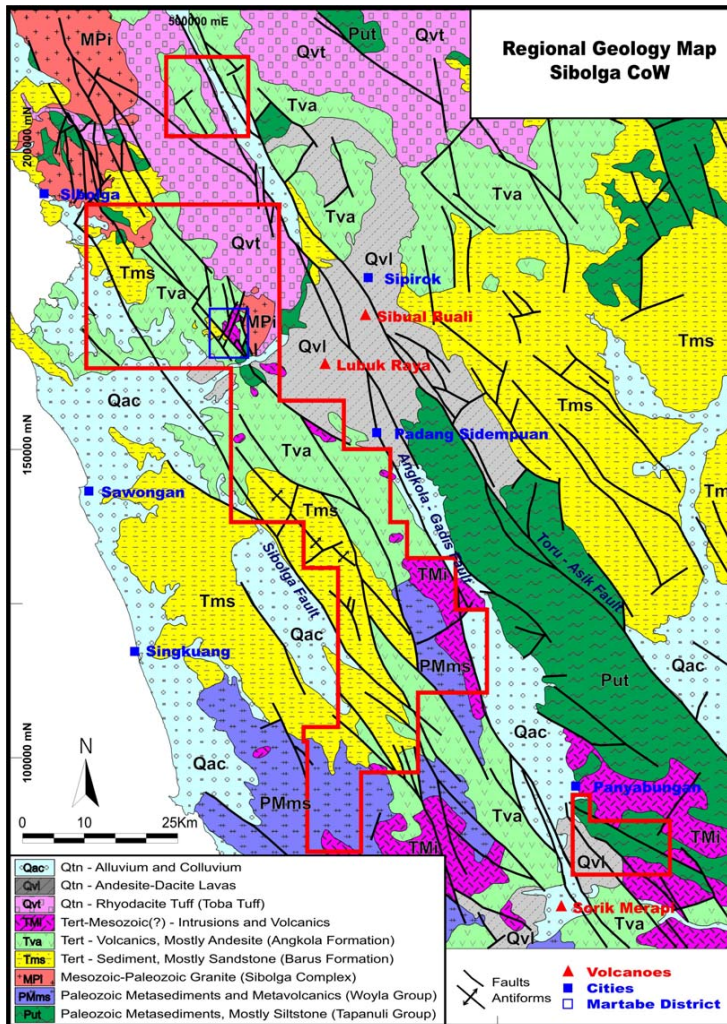 Regional Geology Map
Sibolga CoW
500000 mE
MPi
Put
Qvt
Qvt
Tva
200000 mN
Sibolga
Tva
Tva
Qvt
Qvl
Sipirok
Tms
Tva
Tms
MPi
Sibual Buali
Qvl
Lubuk Raya
Qac
Tms
Padang Sidempuan
150000 mN
Tva
Angkola - Gadis Fault
Sawongan
Tms
Tm
Sibolga Fault
Toru - Asik Fault
TMi
Tms
Qac
Singkuang
PMms
Put
Qac
Qac
Qac
N
100000 mN
Panyabungan
PMms
Tva
0 10 25Km
TMi
TMi
Qvl
Sorik Merapi
Qvl
Tva
Qac Qtn - Alluvium and Colluvium
Qvl Qtn - Andesite-Dacite Lavas
Qvt Qtn - Rhyodacite Tuff (Toba Tuff)
TMi Tert-Mesozoic(?) - Intrusions and Volcanics
Tva Tert - Volcanics, Mostly Andesite (Angkola Formation)
Tms Tert - Sediment, Mostly Sandstone (Barus Formation)
MPI Mesozoic-Paleozoic Granite (Sibolga Complex)
PMms Paleozoic Metasediments and Metavolcanics (Woyla Group)
Put Paleozoic Metasediments, Mostly Siltstone (Tapanuli Group)
Faults
Antiforms
Volcanoes
Cities
Martabe District